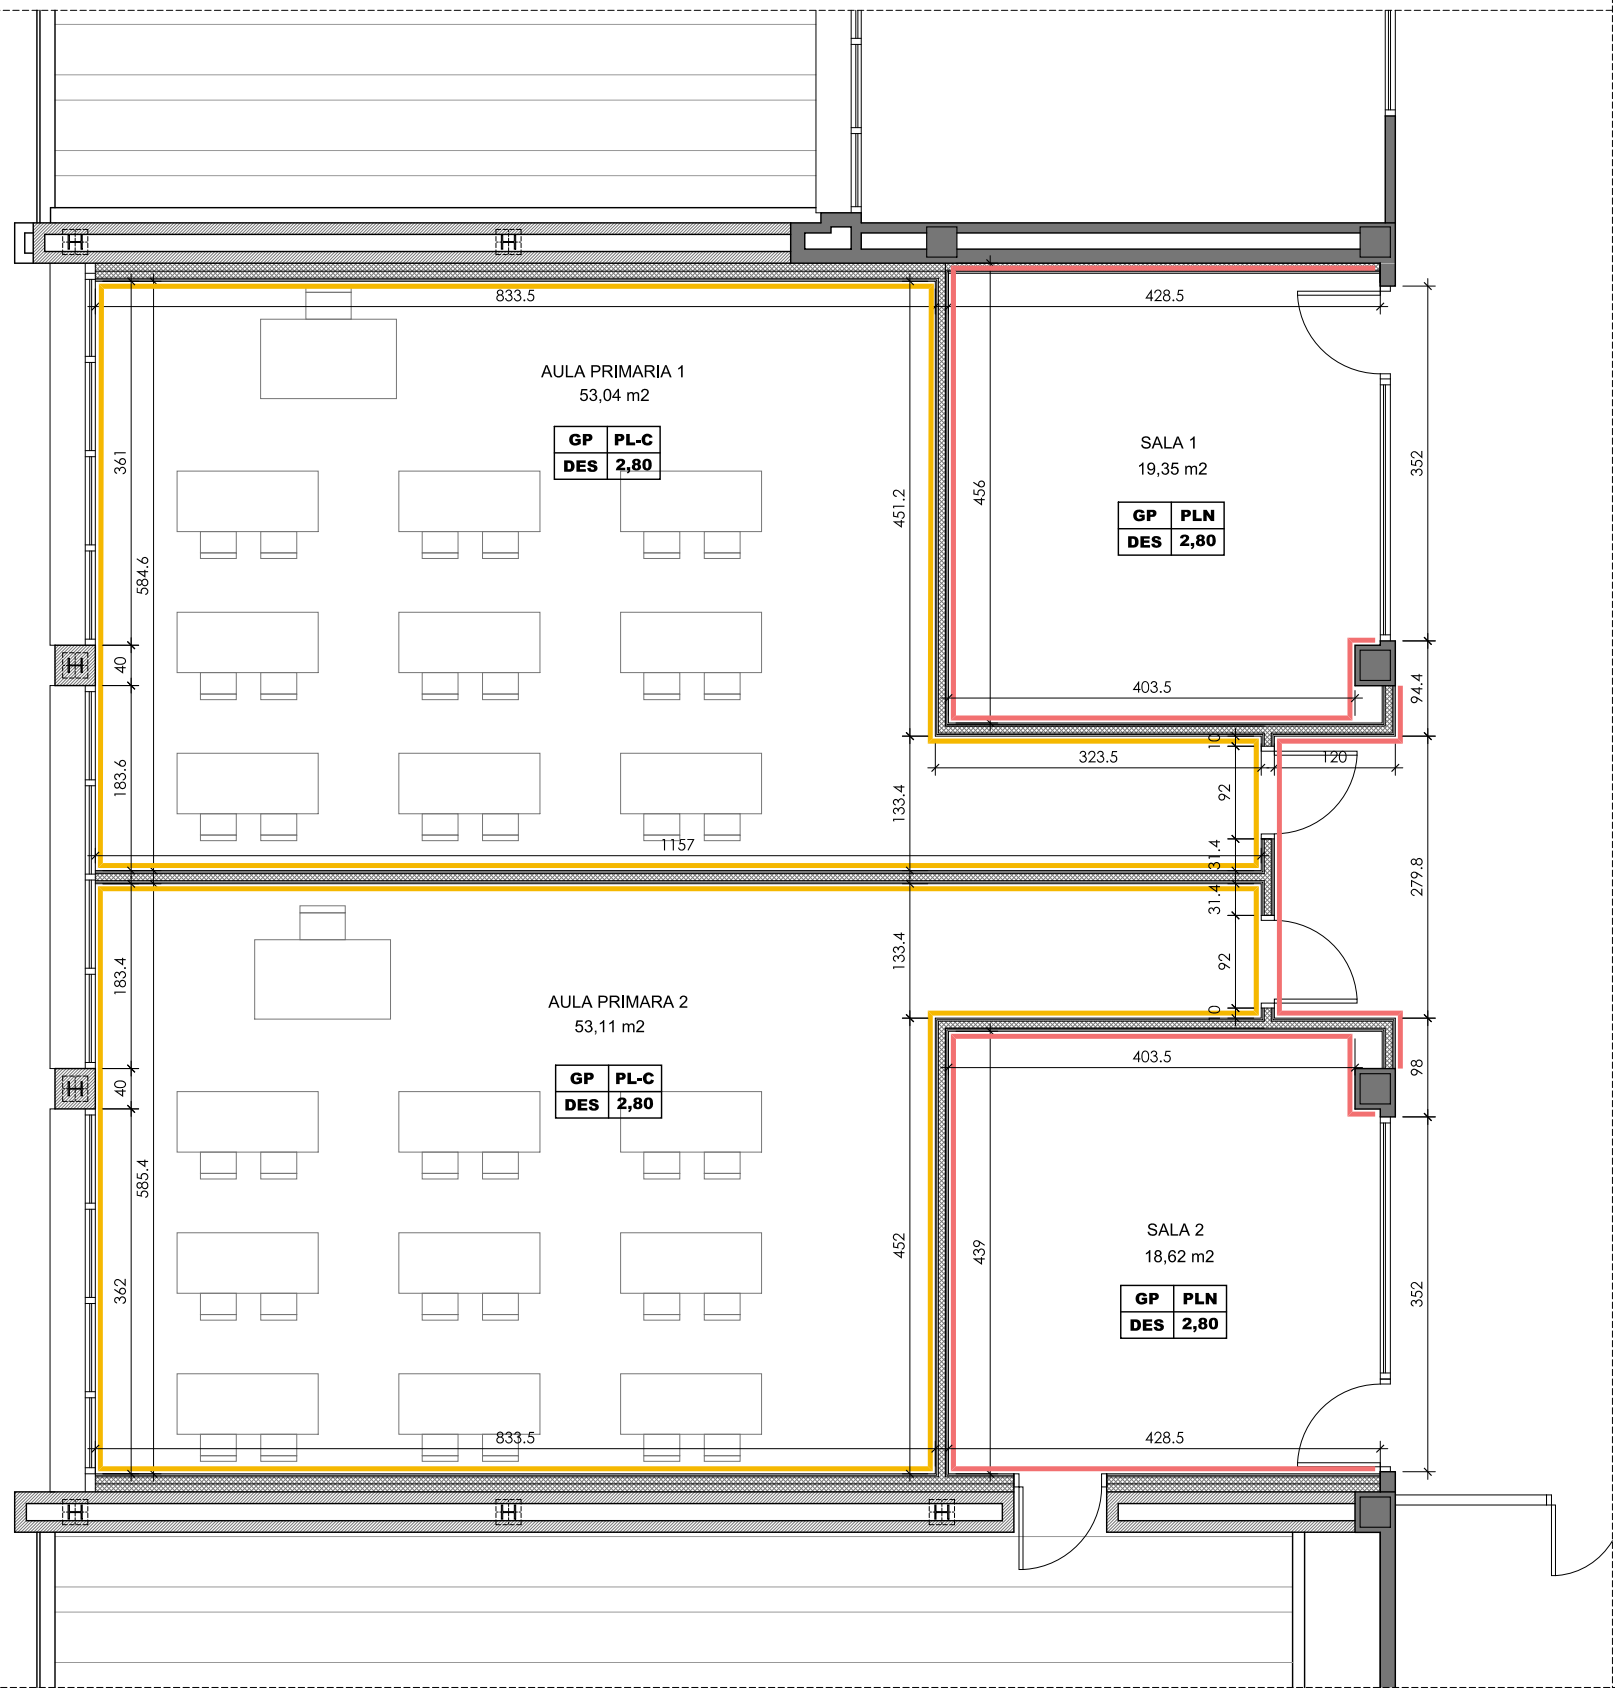 833.5
428.5
AULA PRIMARIA 1
53,04 m2
GP PL-C
DES 2,80
SALA 1
19,35 m2
GP PLN
DES 2,80
361
584.6
451.2
456
352
40
403.5
94.4
183.6
133.4
323.5
10
120
92
1157
31.4
279.8
31.4
183.4
133.4
92
10
AULA PRIMARA 2
53,11 m2
GP PL-C
DES 2,80
403.5
98
40
585.4
362
452
439
SALA 2
18,62 m2
GP PLN
DES 2,80
352
833.5
428.5